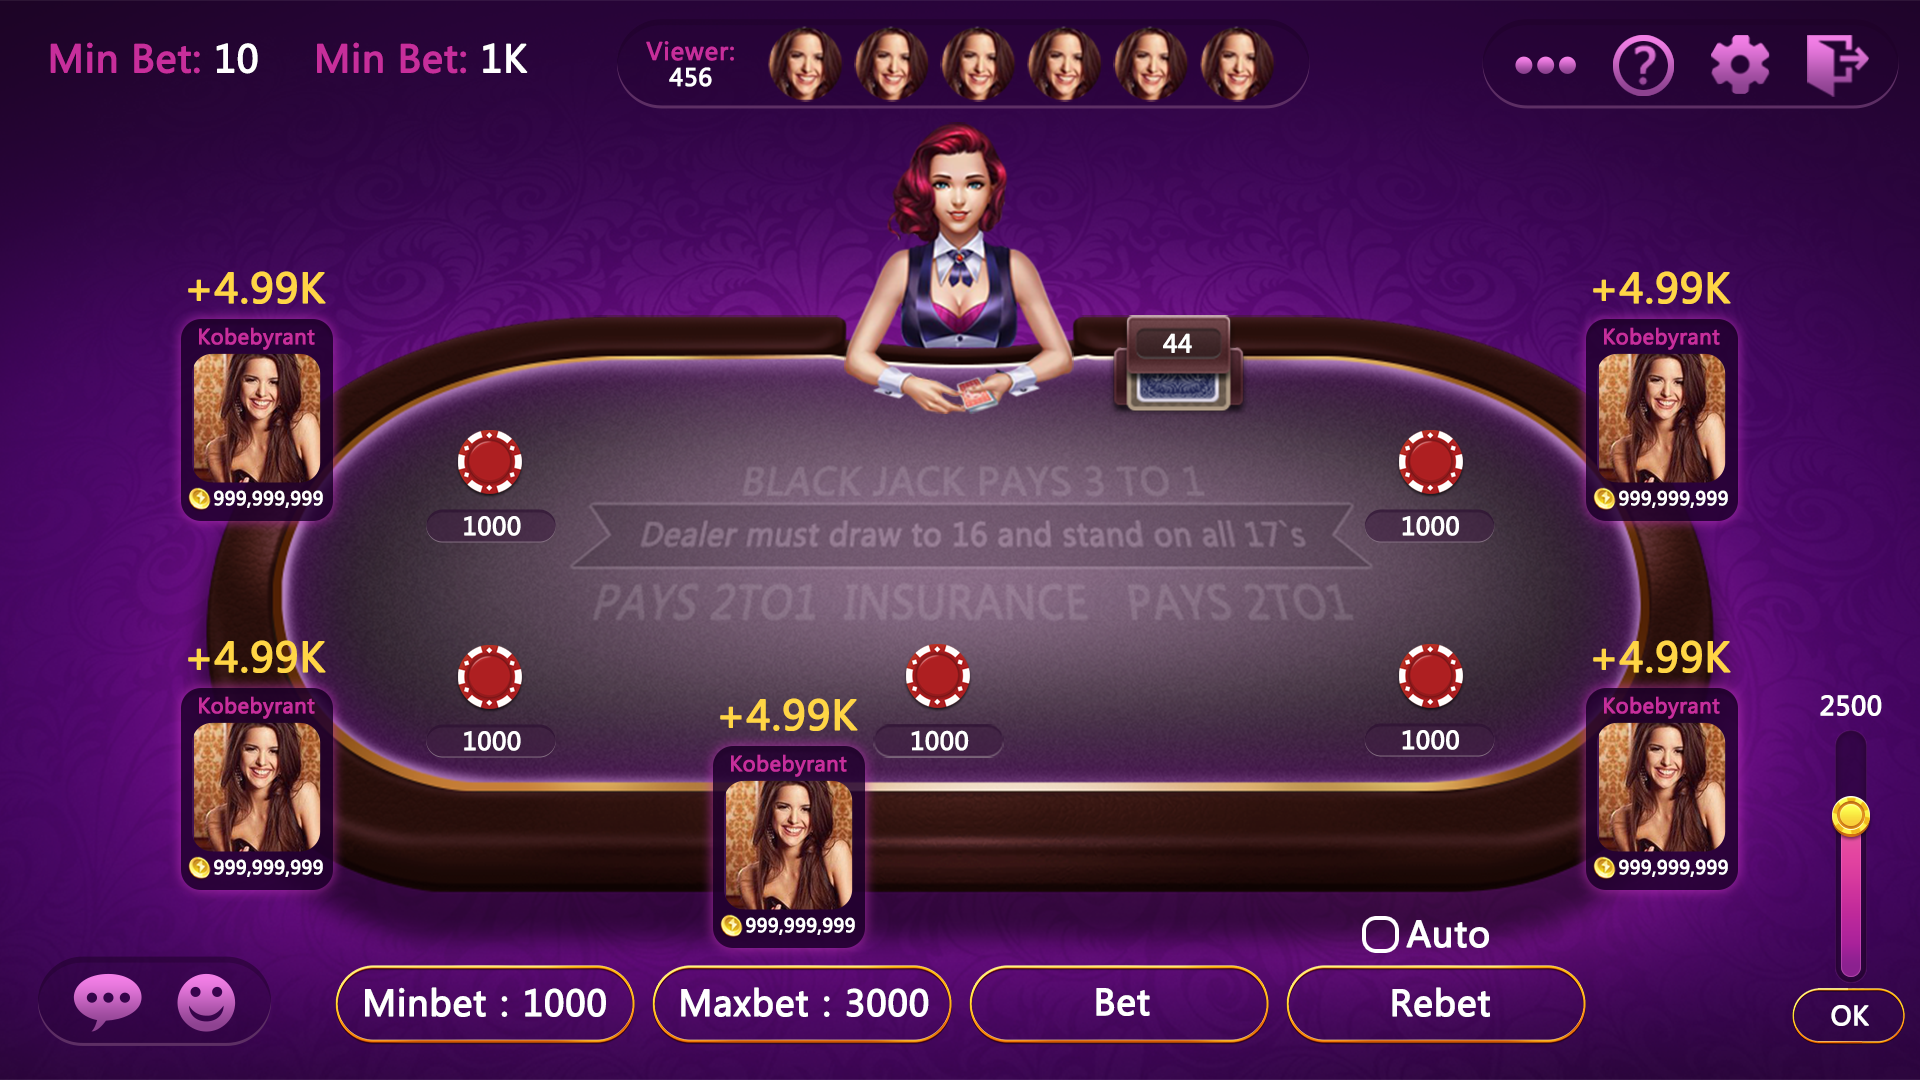 Min Bet: 10
Min Bet: 1K
Viewer:
456
+4.99K
Kobebyrant
999,999,999
+4.99K
Kobebyrant
999,999,999
44
1000
1000
BLACK JACK PAYS 3 TO 1
Dealer must draw to 16 and stand on all 17`s
PAYS 2TO1 INSURANCE PAYS 2TO1
+4.99K
Kobebyrant
999,999,999
1000
+4.99K
Kobebyrant
999,999,999
1000
1000
+4.99K
Kobebyrant
999,999,999
2500
Auto
Minbet : 1000
Maxbet : 3000
Bet
Rebet
OK